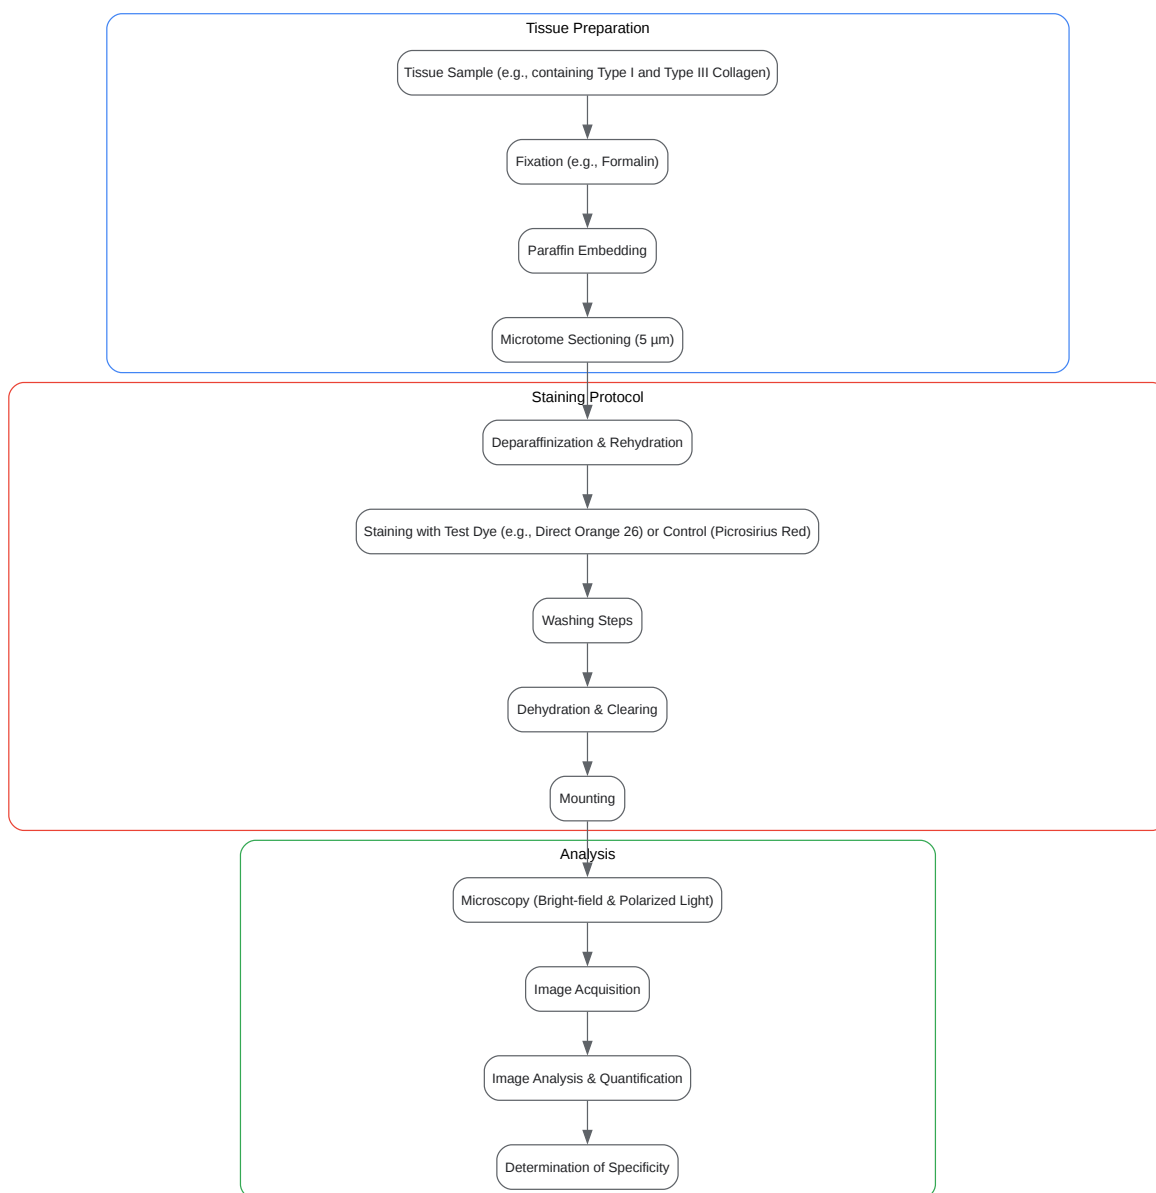 Tissue Preparation
Tissue Sample (e.g., containing Type I and Type III Collagen)
Fixation (e.g., Formalin)
Paraffin Embedding
Microtome Sectioning (5 µm)
Staining Protocol
Deparaffinization & Rehydration
Staining with Test Dye (e.g., Direct Orange 26) or Control (Picrosirius Red)
Washing Steps
Dehydration & Clearing
Mounting
Analysis
Microscopy (Bright-field & Polarized Light)
Image Acquisition
Image Analysis & Quantification
Determination of Specificity